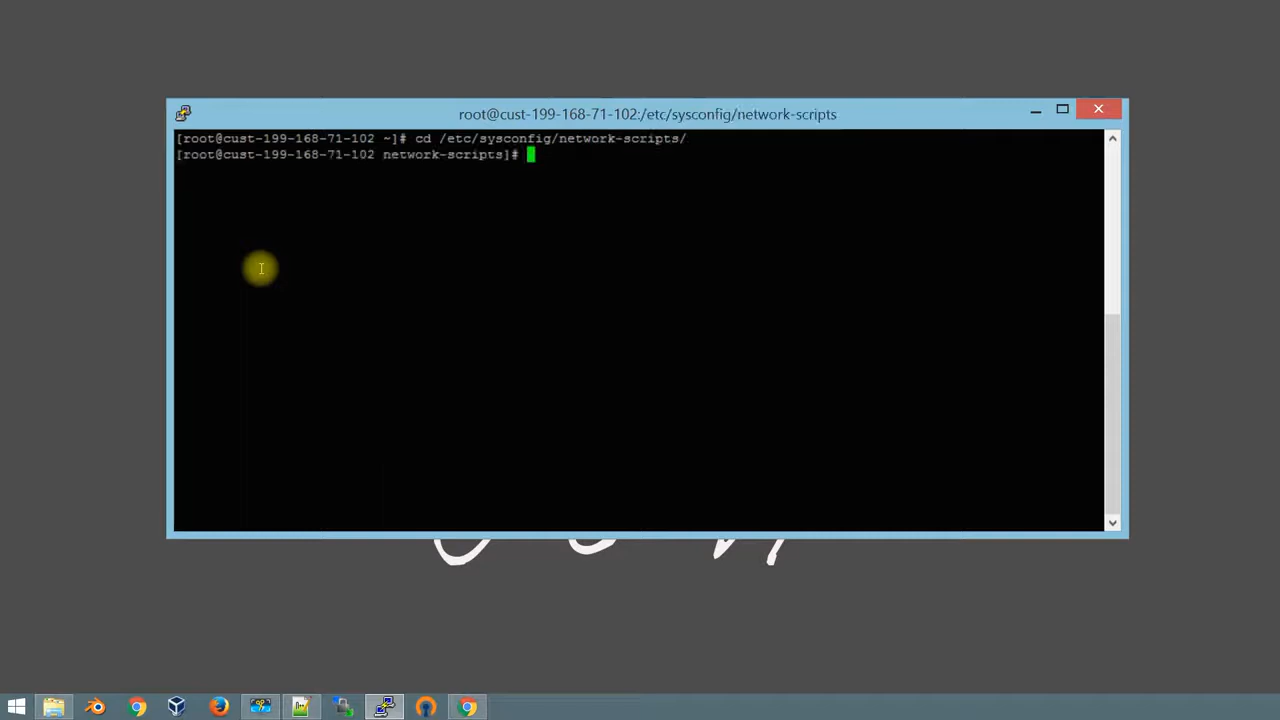 root@cust-199-168-71-102:/etc/sysconfig/network-scripts
[root@cust-199-168-71-102 ~]# cd /etc/sysconfig/network-scripts/
[root@cust-199-168-71-102 network-scripts]#